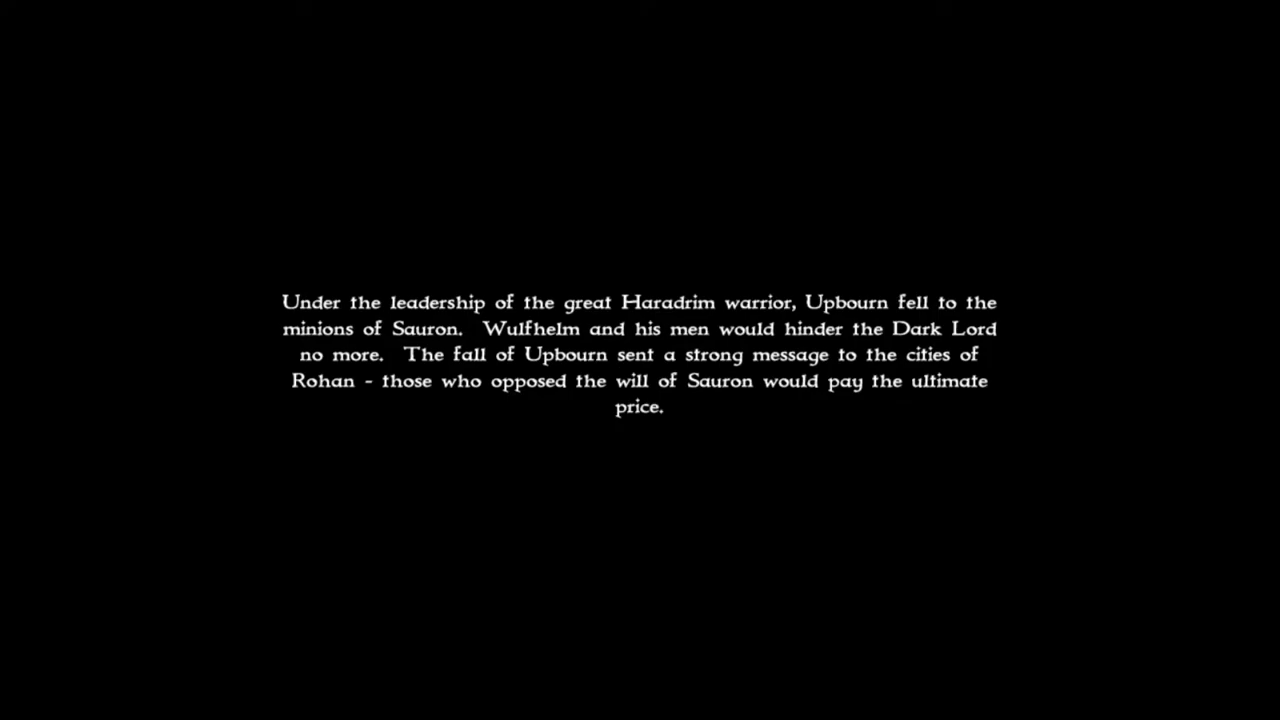 Under the leadership of the great Haradrim warrior, Upbourn fell to the
minions of Sauron.  Wulfhelm and his men would hinder the Dark Lord
no more.  The fall of Upbourn sent a strong message to the cities of
Rohan - those who opposed the will of Sauron would pay the ultimate
price.